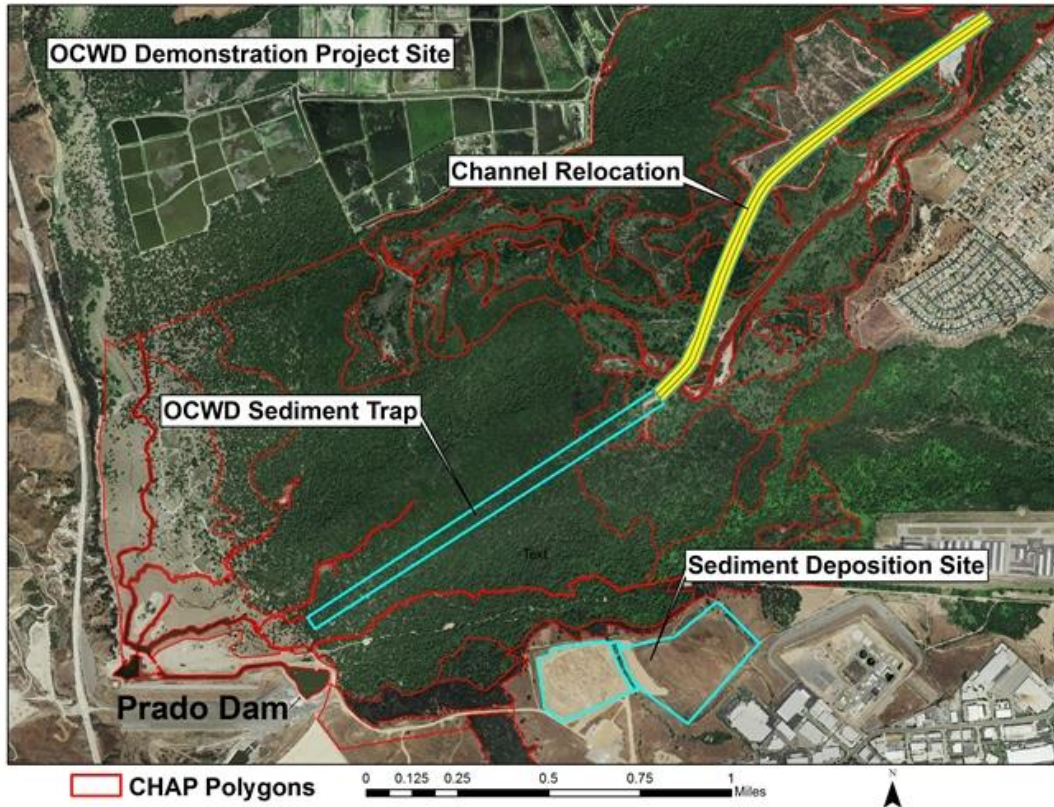 OCWD Demonstration Project Site
Channel Relocation
OCWD Sediment Trap
Text
Sediment Deposition Site
Prado Dam
CHAP Polygons
0 0.125 0.25 0.5 0.75 1
Miles
N